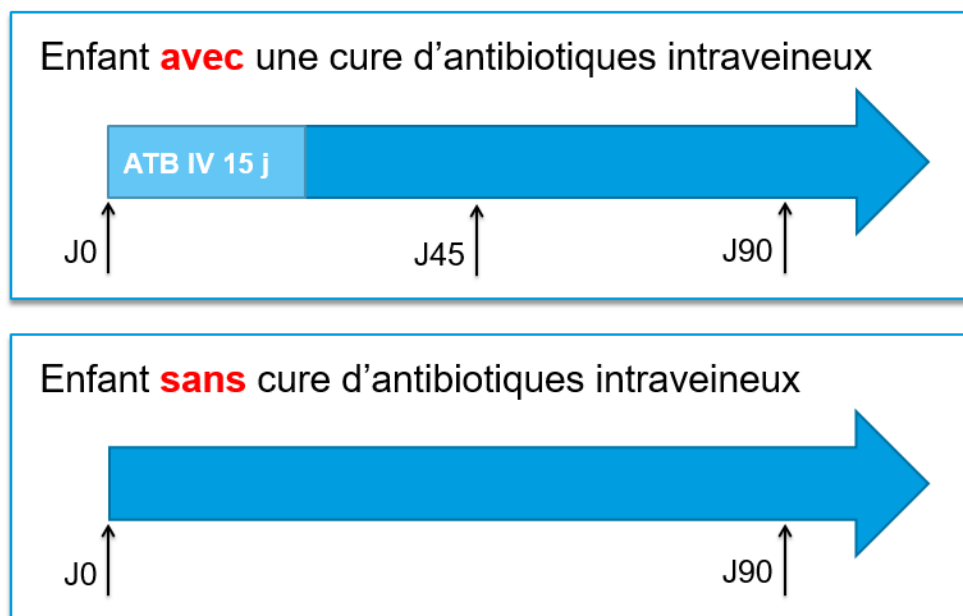 Enfant avec une cure d'antibiotiques intraveineux
ATB IV 15 j
J0
J45
J90
Enfant sans cure d'antibiotiques intraveineux
J0
J90